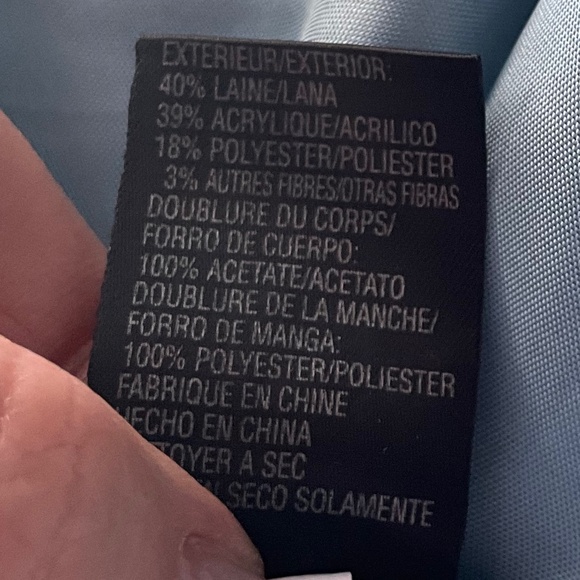 EXTERIEUR/EXTERIOR:
40% LAINE/LANA
39% ACRYLIQUE/ACRILICO
18% POLYESTER/POLIESTER
3% AUTRES FIBRES/OTRAS FIBRAS
DOUBLURE DU CORPS/
FORRO DE CUERPO:
100% ACETATE/ACETATO
DOUBLURE DE LA MANCHE/
FORRO DE MANGA:
100% POLYESTER/POLIESTER
FABRIQUE EN CHINE
HECHO EN CHINA
TOYER A SEC
SECO SOLAMENTE